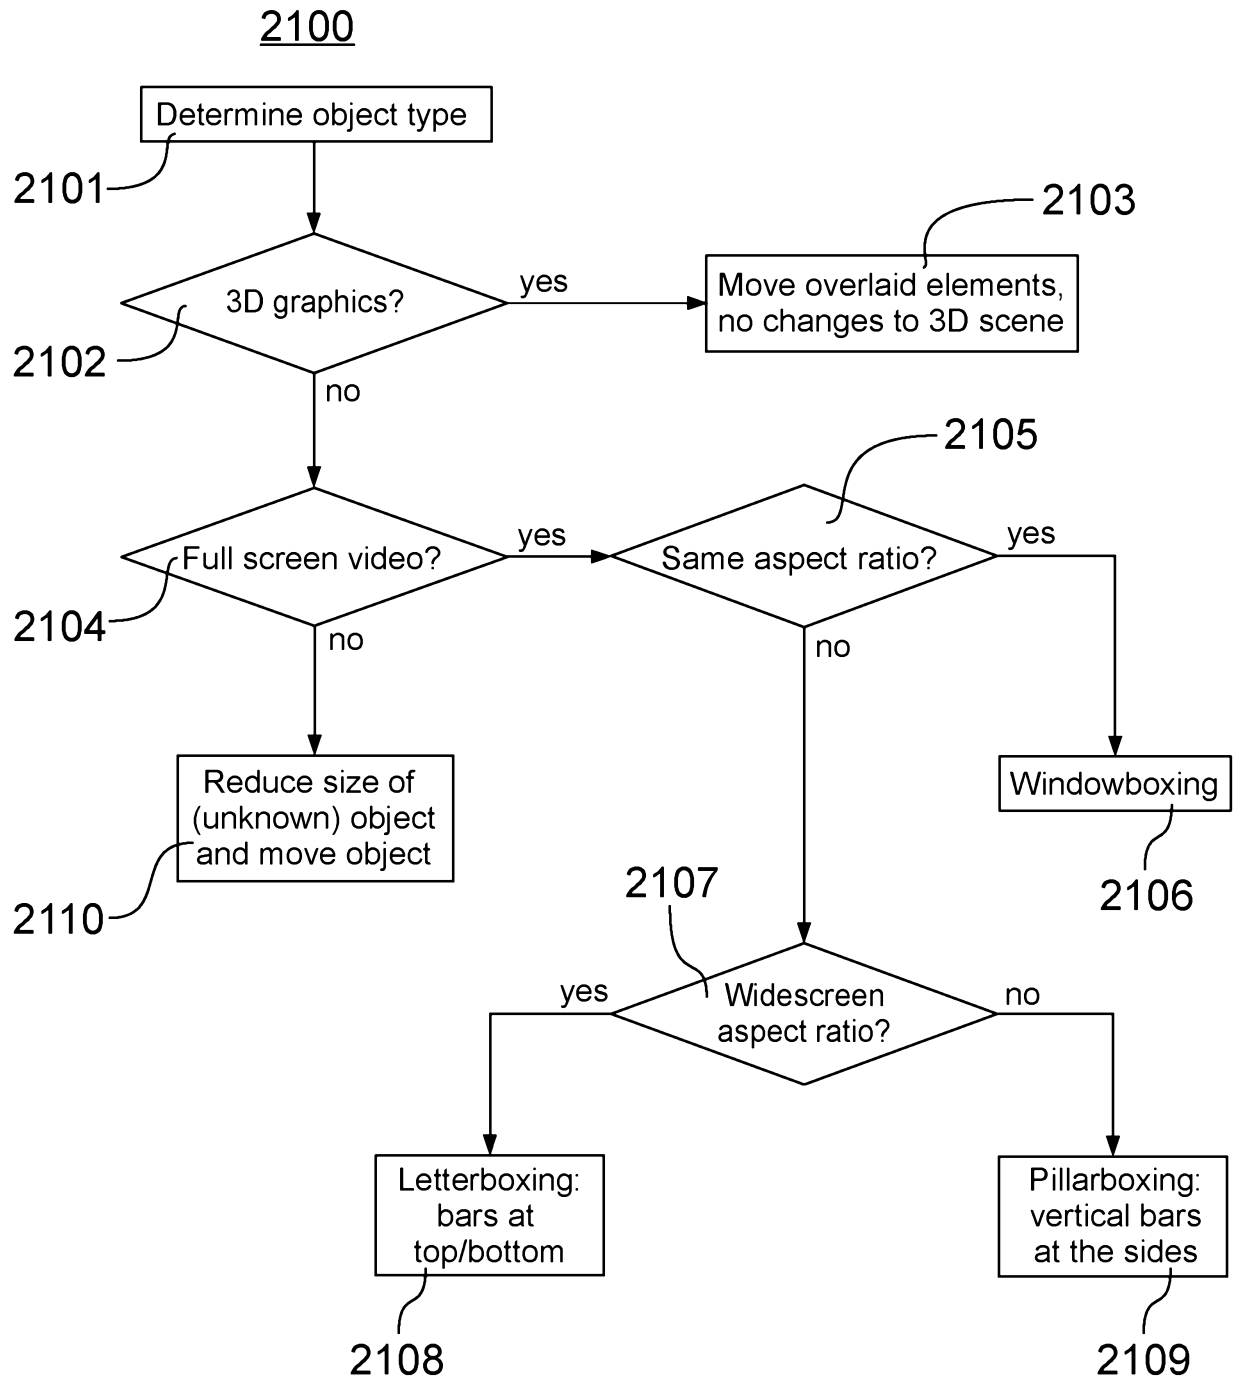 2100
Determine object type
2101
2103
3D graphics?
yes
Move overlaid elements,
no changes to 3D scene
2102
no
2105
Full screen video?
yes
Same aspect ratio?
yes
2104
no
no
Reduce size of
(unknown) object
and move object
Windowboxing
2110
2107
2106
yes
Widescreen
aspect ratio?
no
Letterboxing:
bars at
top/bottom
Pillarboxing:
vertical bars
at the sides
2108
2109